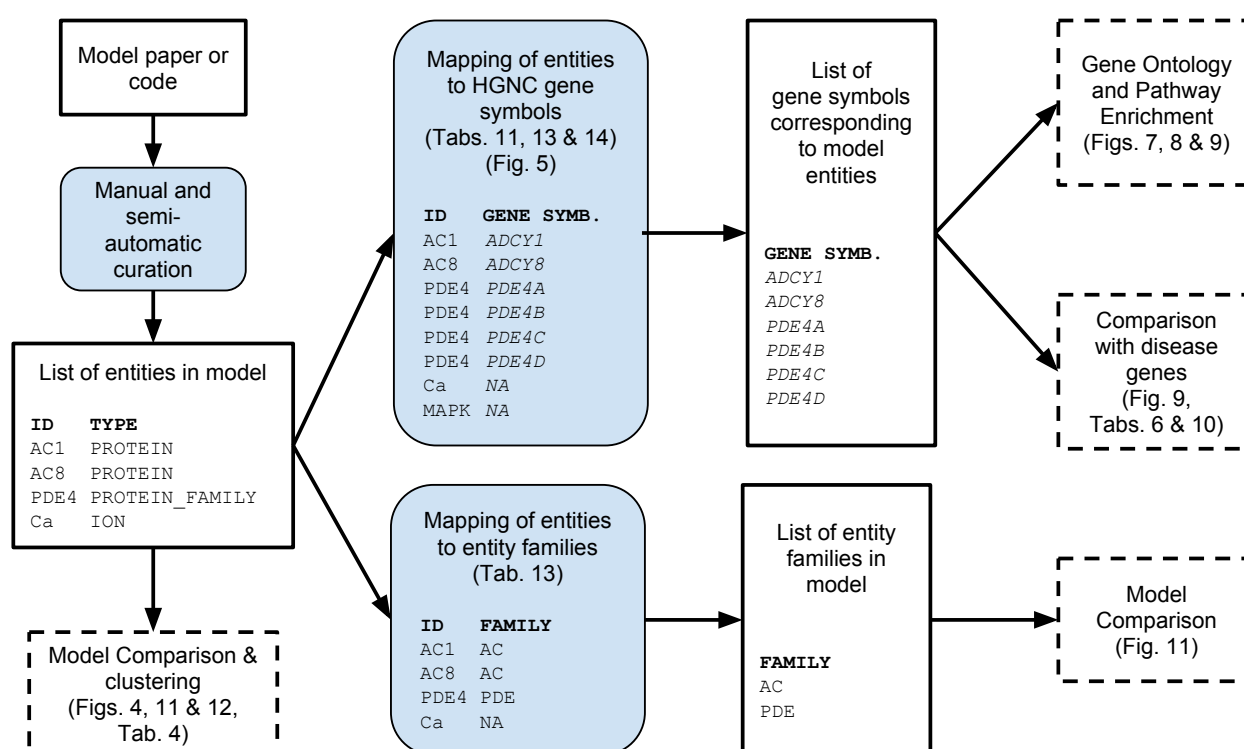 Model paper or
code
Manual and
semi-
automatic
curation
List of entities in model
ID TYPE
AC1 PROTEIN
AC8 PROTEIN
PDE4 PROTEIN_FAMILY
Ca ION
Model Comparison &
clustering
(Figs. 4, 11 & 12,
Tab. 4)
Mapping of entities
to HGNC gene
symbols
(Tabs. 11, 13 & 14)
(Fig. 5)
ID GENE SYMB.
AC1 ADCY1
AC8 ADCY8
PDE4 PDE4A
PDE4 PDE4B
PDE4 PDE4C
PDE4 PDE4D
Ca NA
MAPK NA
Mapping of entities
to entity families
(Tab. 13)
ID FAMILY
AC1 AC
AC8 AC
PDE4 PDE
Ca NA
List of
gene symbols
corresponding
to model
entities
GENE SYMB.
ADCY1
ADCY8
PDE4A
PDE4B
PDE4C
PDE4D
List of entity
families in
model
FAMILY
AC
PDE
Gene Ontology
and Pathway
Enrichment
(Figs. 7, 8 & 9)
Comparison
with disease
genes
(Fig. 9,
Tabs. 6 & 10)
Model
Comparison
(Fig. 11)